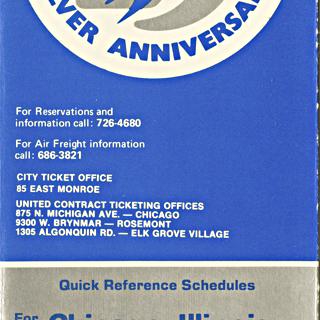 ANNIVERSA
For Reservations and
information call: 726-4680
For Air Freight information
call: 686-3821
CITY TICKET OFFICE
85 EAST MONROE
UNITED CONTRACT TICKETING OFFICES
875 N. MICHIGAN AVE. — CHICAGO
9300 W. BRYNMAR — ROSEMONT
1305 ALGONQUIN RD. — ELK GROVE VILLAGE
Quick Reference Schedules
For